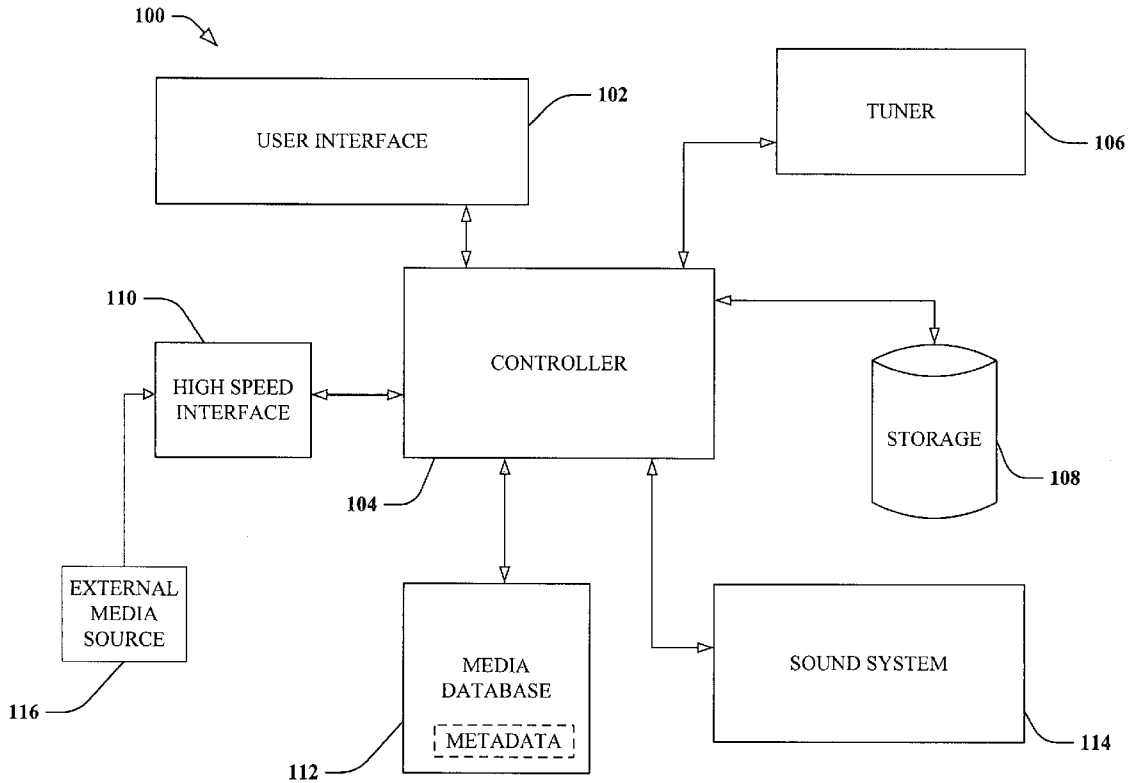 100
102
USER INTERFACE
TUNER
106
110
HIGH SPEED
INTERFACE
CONTROLLER
104
STORAGE
108
EXTERNAL
MEDIA
SOURCE
116
MEDIA
DATABASE
METADATA
112
SOUND SYSTEM
114